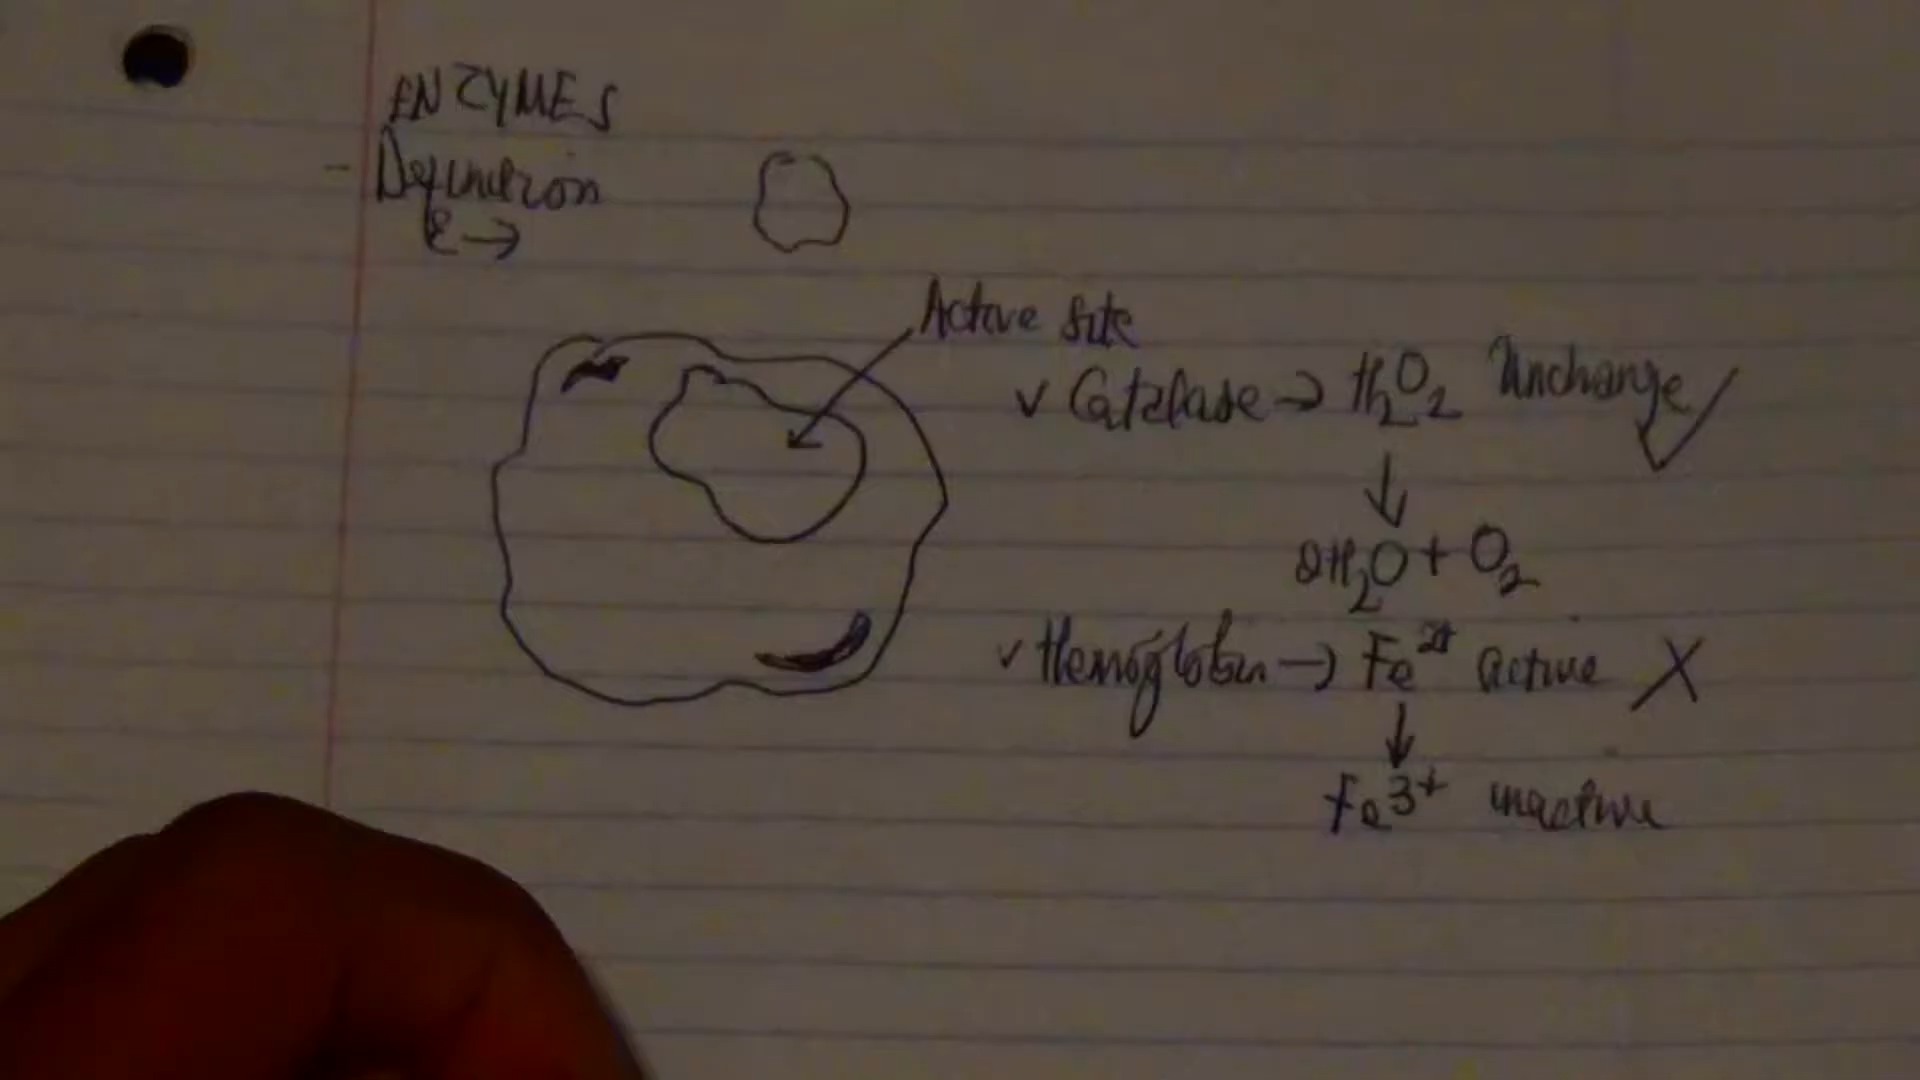 ENZYMES
- Definition
E →
Active Site
✓ Catalase → H2O2 Unchange ✓
↓
2H2O + O2
✓ Hemoglobin → Fe2+ active X
↓
Fe3+ inactive